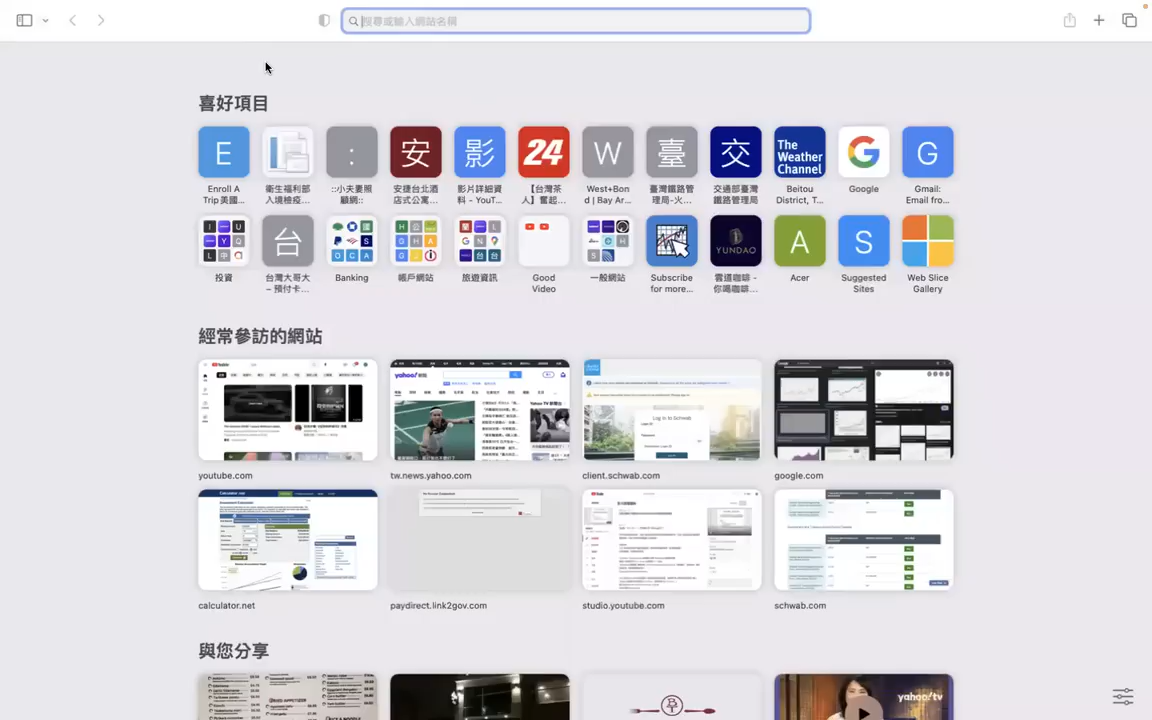 搜尋或輸入網站名稱
喜好項目
E
:
安
影
24
W
臺
交
The Weather Channel
G
Enroll A Trip 美國...
衛生福利部 入境檢疫...
::小夫妻照顧網::
安捷台北酒店式公寓...
影片詳細資料 - YouT...
【台灣茶人】奮起...
West+Bond | Bay Ar...
臺灣鐵路管理局-火...
交通部臺灣鐵路管理局
Beitou District, T...
Google
Gmail: Email fro...
台
YUNDAO
A
S
投資
台灣大哥大 – 預付卡...
Banking
帳戶網站
旅遊資訊
Good Video
一般網站
Subscribe for more...
雲道咖啡 - 你喝咖啡...
Acer
Suggested Sites
Web Slice Gallery
經常參訪的網站
yahoo!
Log in to Schwab
youtube.com
tw.news.yahoo.com
client.schwab.com
google.com
calculator.net
paydirect.link2gov.com
studio.youtube.com
schwab.com
與您分享
yahoo!tv